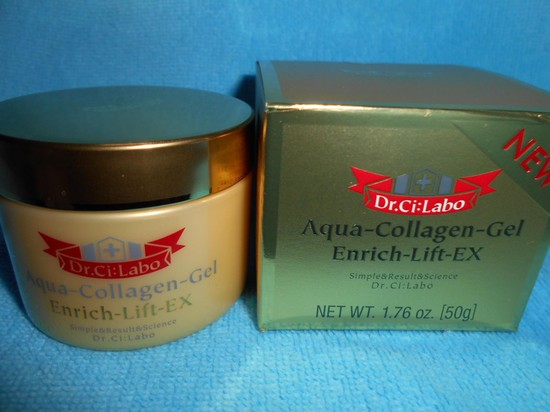 Dr.Ci:Labo
Aqua-Collagen-Gel
Enrich-Lift-EX
Simple&Result&Science
Dr.Ci:Labo
NEW
Dr.Ci:Labo
Aqua-Collagen-Gel
Enrich-Lift-EX
Simple&Result&Science
Dr.Ci:Labo
NET WT. 1.76 oz. [50g]